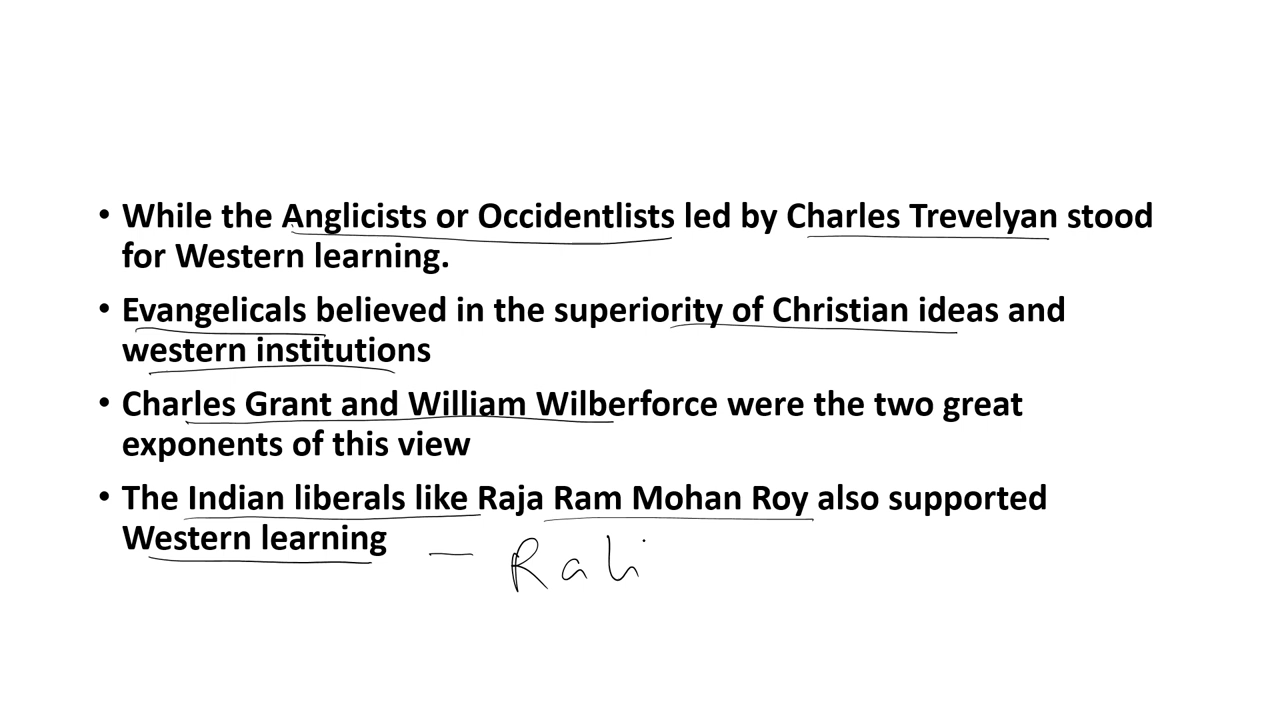 • While the Anglicists or Occidentlists led by Charles Trevelyan stood
for Western learning.
• Evangelicals believed in the superiority of Christian ideas and
western institutions
• Charles Grant and William Wilberforce were the two great
exponents of this view
• The Indian liberals like Raja Ram Mohan Roy also supported
Western learning –